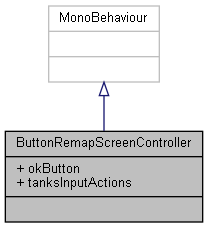 MonoBehaviour
ButtonRemapScreenController
+ okButton
+ tanksInputActions